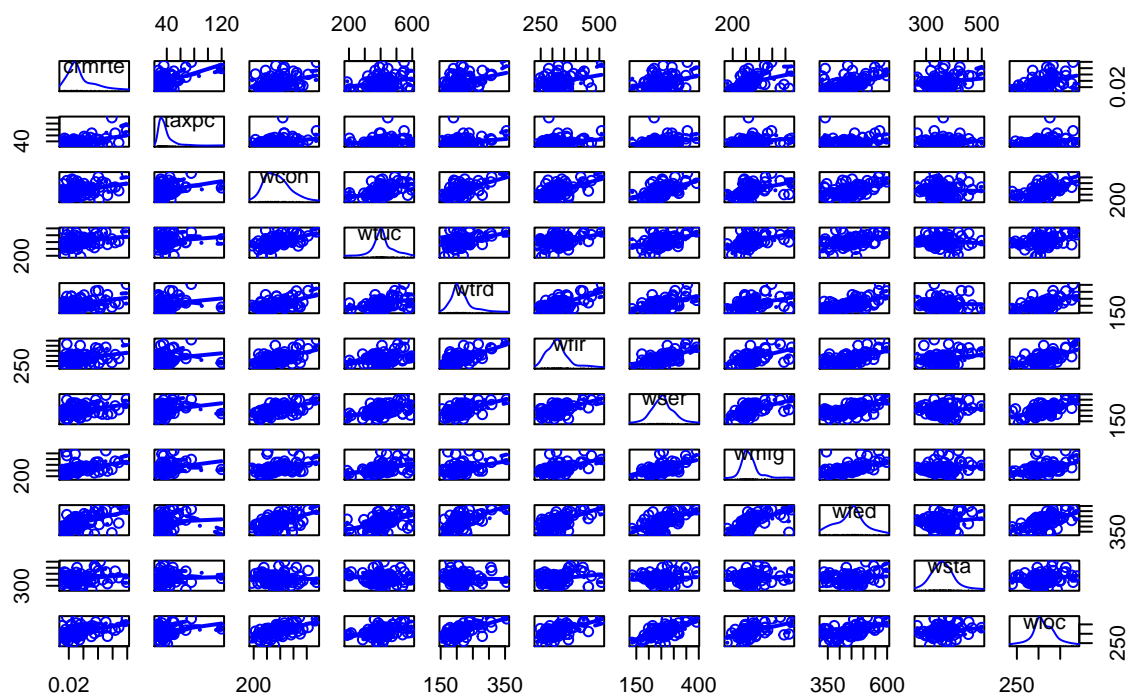 40 120 200 600 250 500 200 300 500
crmrte 0.02
40 taxpc
wcon 200
200 wtuc
wtrd 150
250 wfir
wser 150
200 wmfg
wfed 350
300 wsta
wloc 250
0.02 200 150 350 150 400 350 600 250